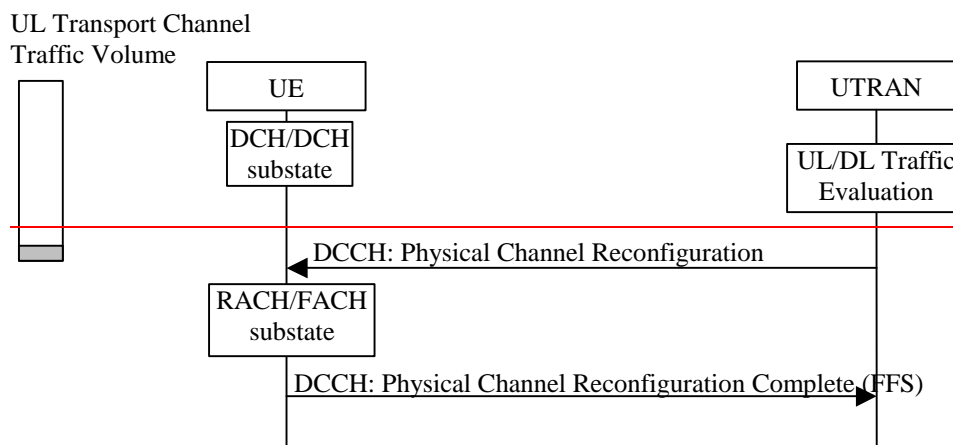 UL Transport Channel
Traffic Volume
UE
UTRAN
DCH/DCH
substate
UL/DL Traffic
Evaluation
DCCH: Physical Channel Reconfiguration
RACH/FACH
substate
DCCH: Physical Channel Reconfiguration Complete (FFS)